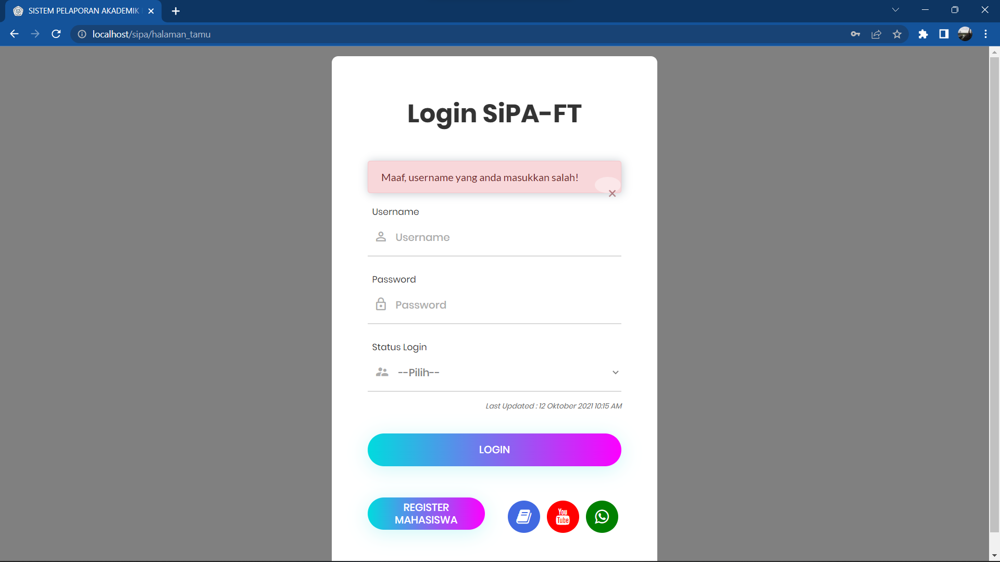 SISTEM PELAPORAN AKADEMIK
localhost/sipa/halaman_tamu
Login SiPA-FT
Maaf, username yang anda masukkan salah!
Username
Username
Password
Password
Status Login
--Pilih--
Last Updated : 12 Oktober 2021 10:15 AM
LOGIN
REGISTER
MAHASISWA
You
Tube